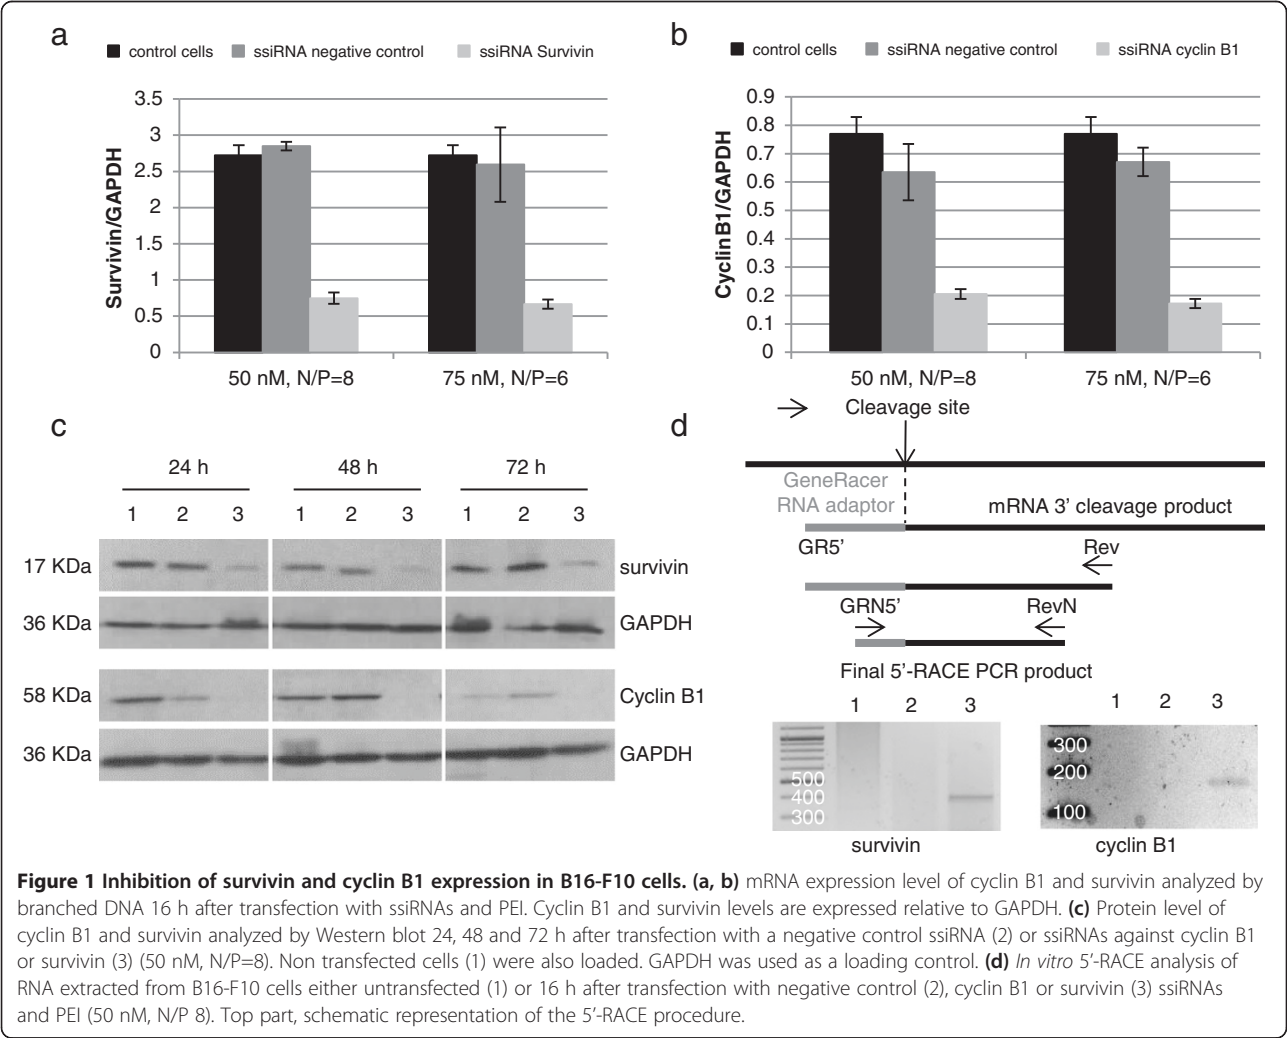 a
control cells ssiRNA negative control ssiRNA Survivin
Survivin/GAPDH
3.5
3
2.5
2
1.5
1
0.5
0
50 nM, N/P=8 75 nM, N/P=6
b
control cells ssiRNA negative control ssiRNA cyclin B1
CyclinB1/GAPDH
0.9
0.8
0.7
0.6
0.5
0.4
0.3
0.2
0.1
0
50 nM, N/P=8 75 nM, N/P=6
c
24 h 48 h 72 h
1 2 3 1 2 3 1 2 3
17 KDa survivin
36 KDa GAPDH
58 KDa Cyclin B1
36 KDa GAPDH
d
Cleavage site
GeneRacer
RNA adaptor mRNA 3’ cleavage product
GR5’ Rev
GRN5’ RevN
Final 5’-RACE PCR product
1 2 3
500
400
300
survivin
1 2 3
300
200
100
cyclin B1
Figure 1 Inhibition of survivin and cyclin B1 expression in B16-F10 cells. (a, b) mRNA expression level of cyclin B1 and survivin analyzed by
branched DNA 16 h after transfection with ssiRNAs and PEI. Cyclin B1 and survivin levels are expressed relative to GAPDH. (c) Protein level of
cyclin B1 and survivin analyzed by Western blot 24, 48 and 72 h after transfection with a negative control ssiRNA (2) or ssiRNAs against cyclin B1
or survivin (3) (50 nM, N/P=8). Non transfected cells (1) were also loaded. GAPDH was used as a loading control. (d) In vitro 5’-RACE analysis of
RNA extracted from B16-F10 cells either untransfected (1) or 16 h after transfection with negative control (2), cyclin B1 or survivin (3) ssiRNAs
and PEI (50 nM, N/P 8). Top part, schematic representation of the 5’-RACE procedure.